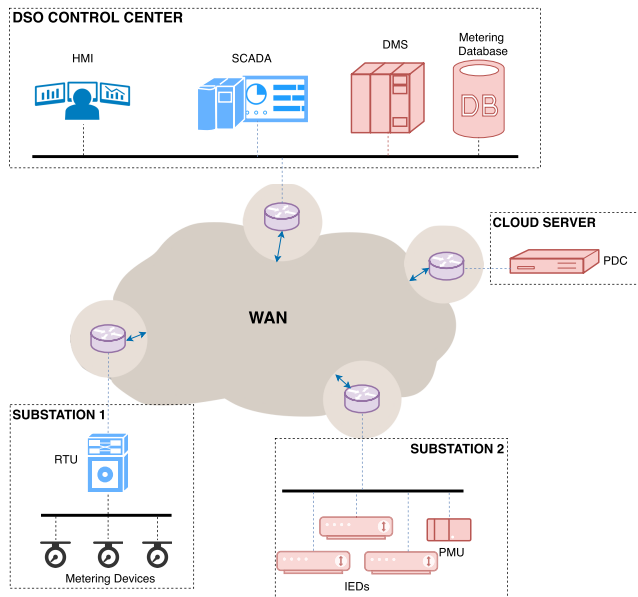 DSO CONTROL CENTER
HMI
SCADA
DMS
Metering
Database
DB
CLOUD SERVER
PDC
WAN
SUBSTATION 1
RTU
Metering Devices
SUBSTATION 2
PMU
IEDs